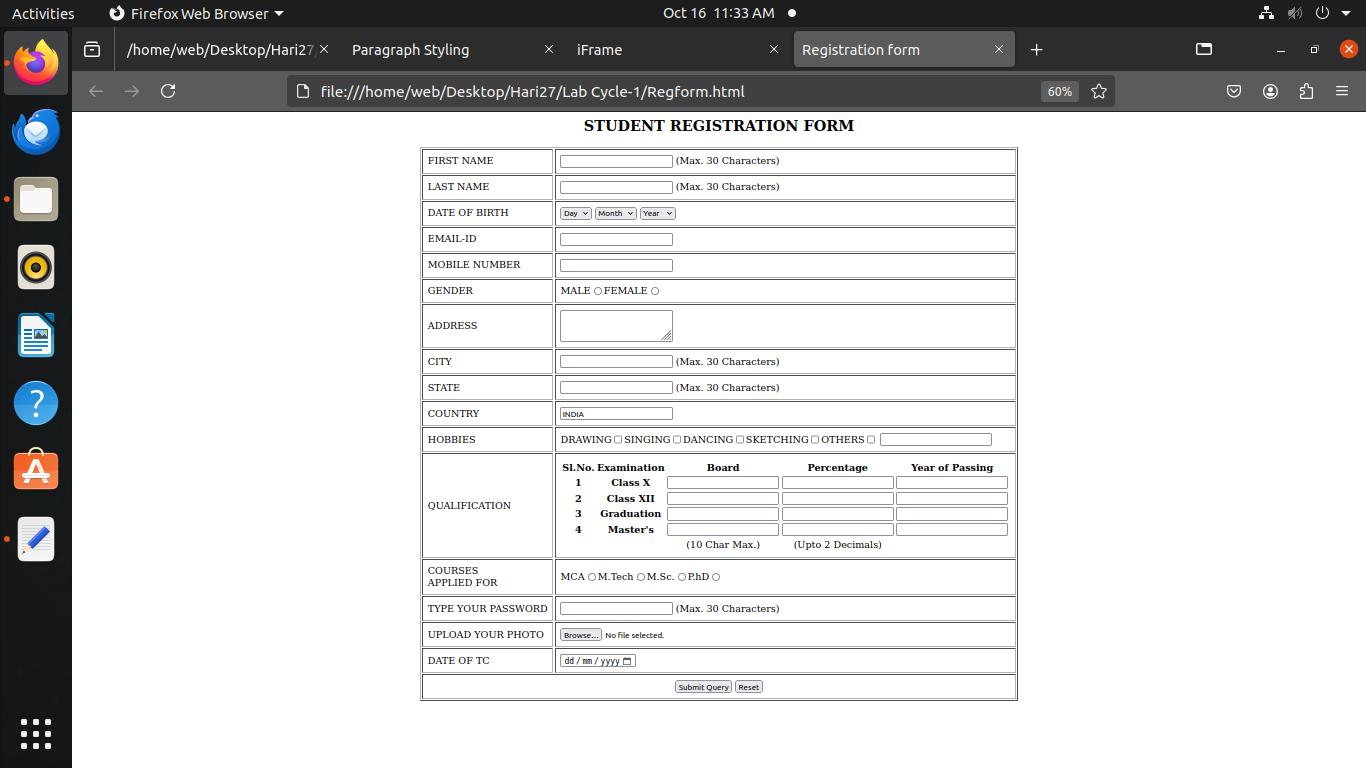 Activities Firefox Web Browser Oct 16 11:33 AM
/home/web/Desktop/Hari27, Paragraph Styling iFrame Registration form
file:///home/web/Desktop/Hari27/Lab Cycle-1/Regform.html 60%
STUDENT REGISTRATION FORM
FIRST NAME (Max. 30 Characters)
LAST NAME (Max. 30 Characters)
DATE OF BIRTH Day Month Year
EMAIL-ID
MOBILE NUMBER
GENDER MALE FEMALE
ADDRESS
CITY (Max. 30 Characters)
STATE (Max. 30 Characters)
COUNTRY INDIA
HOBBIES DRAWING SINGING DANCING SKETCHING OTHERS
QUALIFICATION
Sl.No. Examination Board Percentage Year of Passing
1 Class X
2 Class XII
3 Graduation
4 Master's
(10 Char Max.) (Upto 2 Decimals)
COURSES
APPLIED FOR
MCA M.Tech M.Sc. P.hD
TYPE YOUR PASSWORD (Max. 30 Characters)
UPLOAD YOUR PHOTO Browse... No file selected.
DATE OF TC dd/mm/yyyy
Submit Query Reset